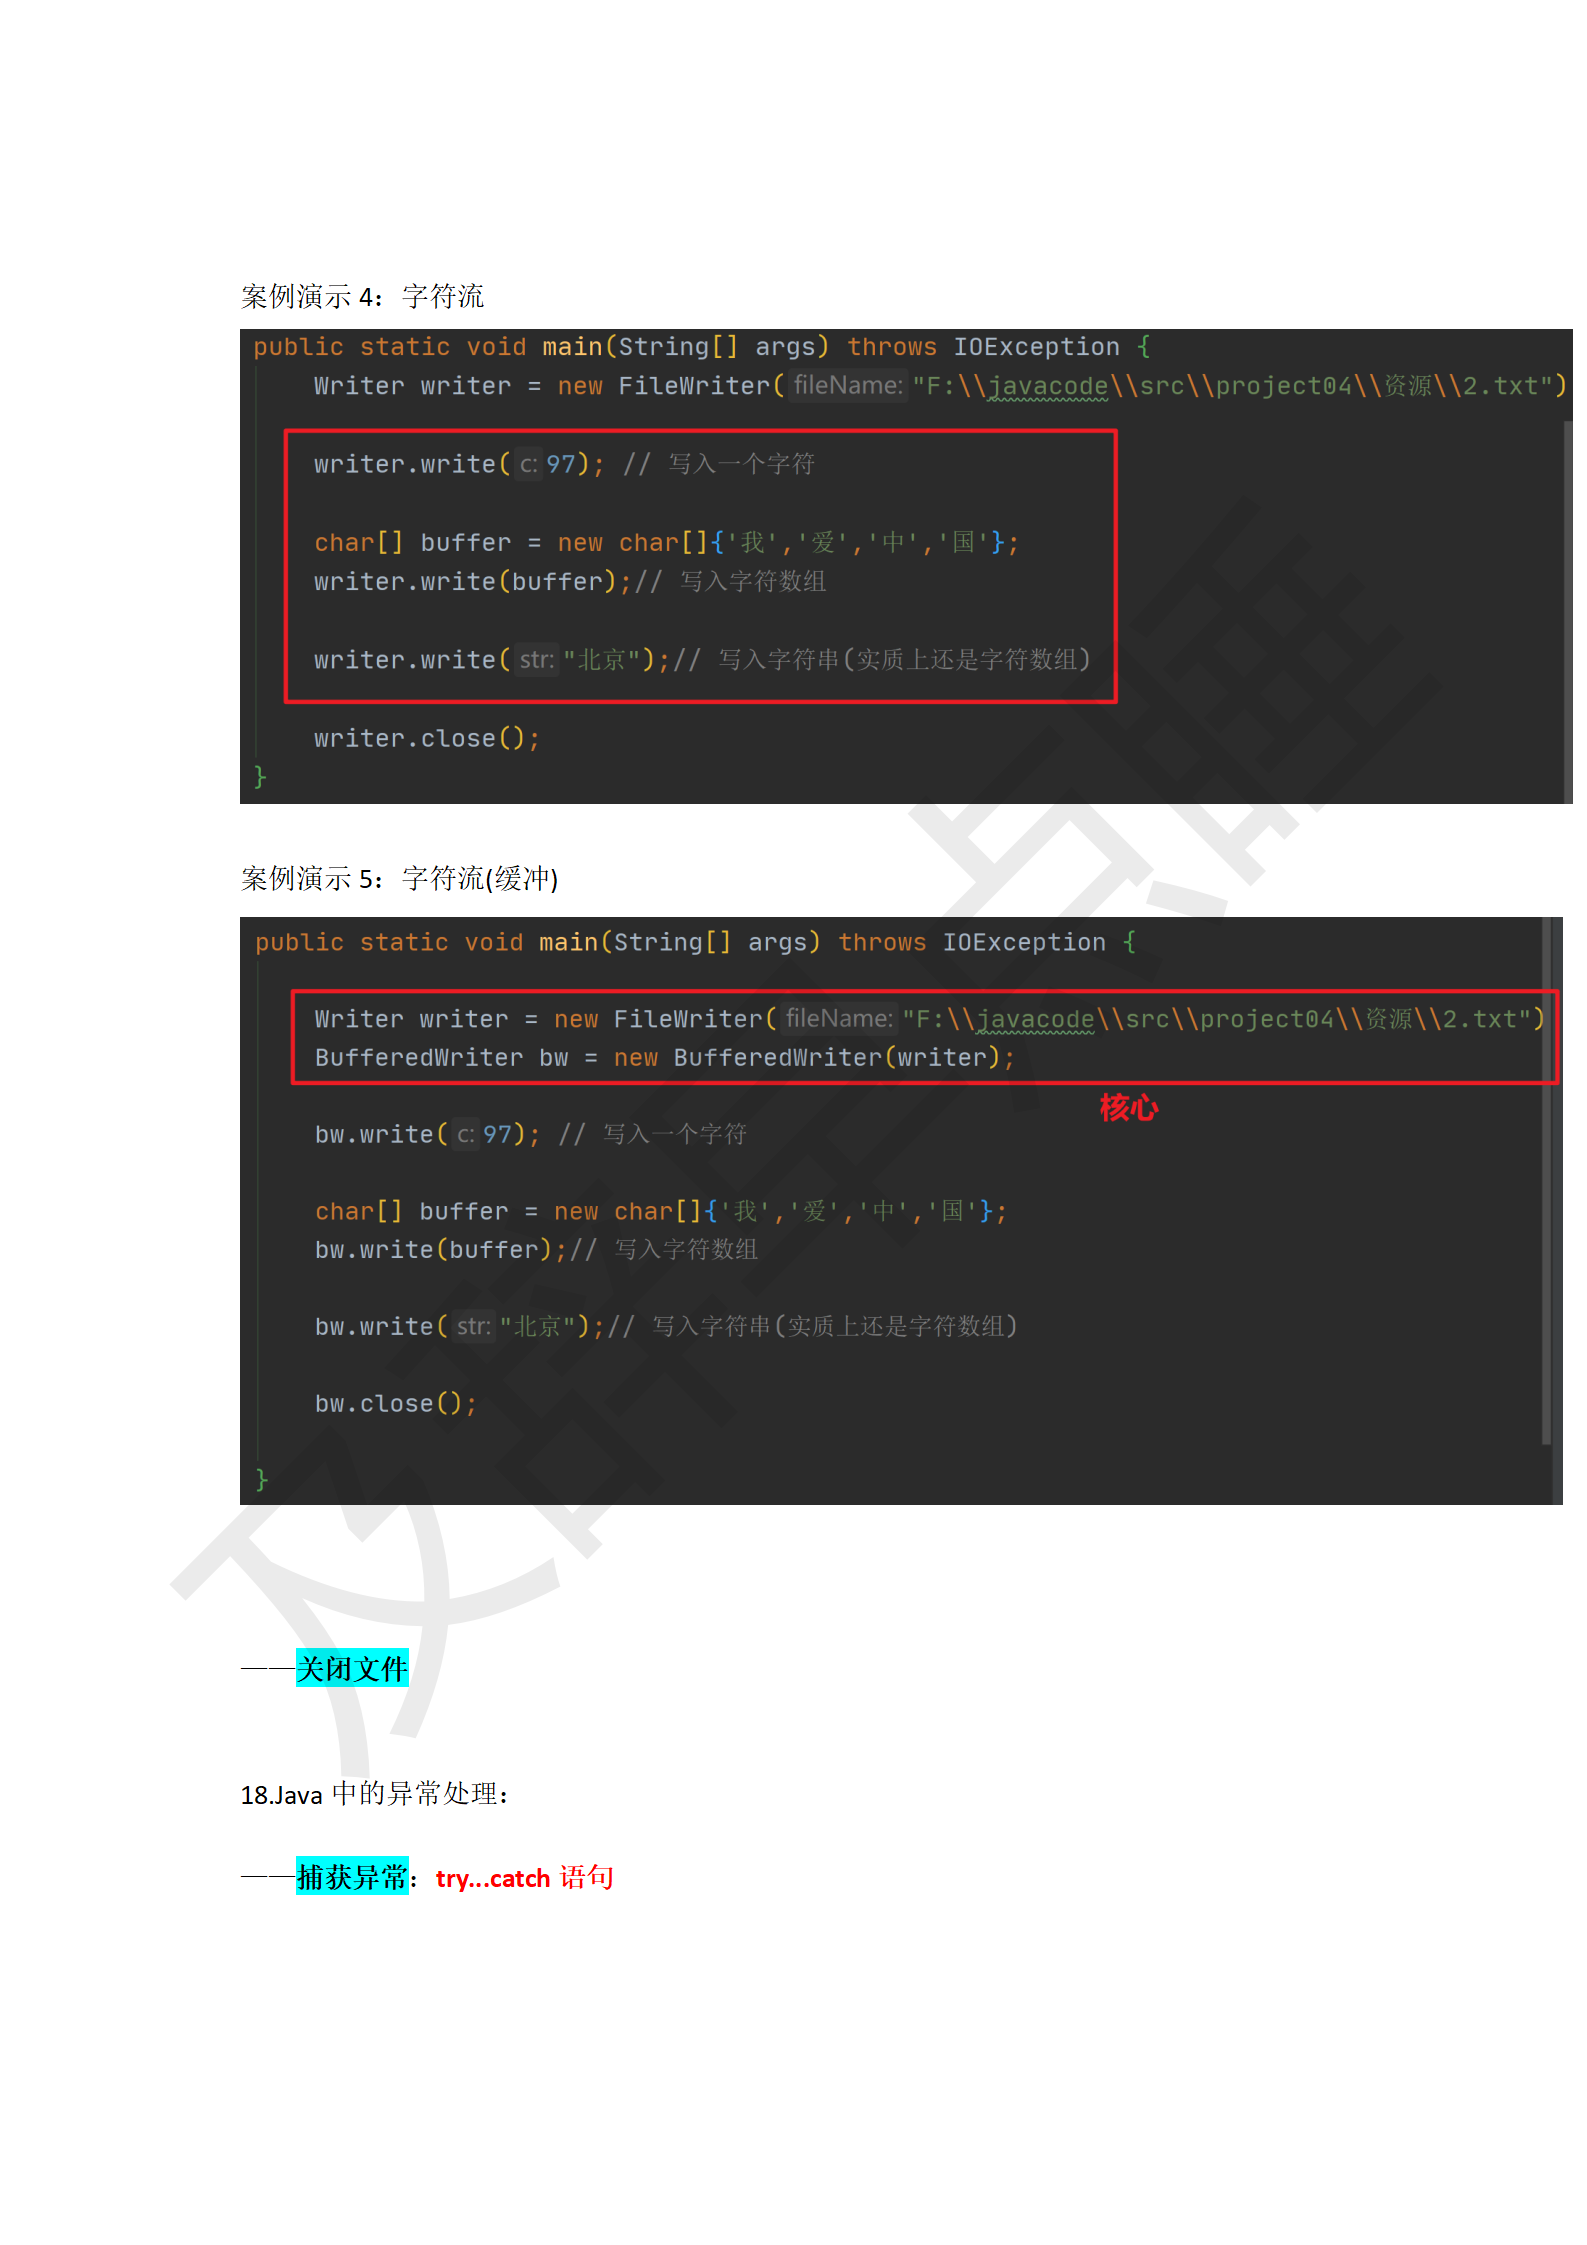 案例演示 4：字符流
public static void main(String[] args) throws IOException {
Writer writer = new FileWriter( fileName: "F:\\javacode\\src\\project04\\资源\\2.txt")
writer.write( c: 97); // 写入一个字符
char[] buffer = new char[]{'我','爱','中','国'};
writer.write(buffer);// 写入字符数组
writer.write( str: "北京");// 写入字符串(实质上还是字符数组)
writer.close();
}
案例演示 5：字符流(缓冲)
public static void main(String[] args) throws IOException {
Writer writer = new FileWriter( fileName: "F:\\javacode\\src\\project04\\资源\\2.txt")
BufferedWriter bw = new BufferedWriter(writer);
核心
bw.write( c: 97); // 写入一个字符
char[] buffer = new char[]{'我','爱','中','国'};
bw.write(buffer);// 写入字符数组
bw.write( str: "北京");// 写入字符串(实质上还是字符数组)
bw.close();
}
——关闭文件
18.Java 中的异常处理：
——捕获异常：try...catch 语句